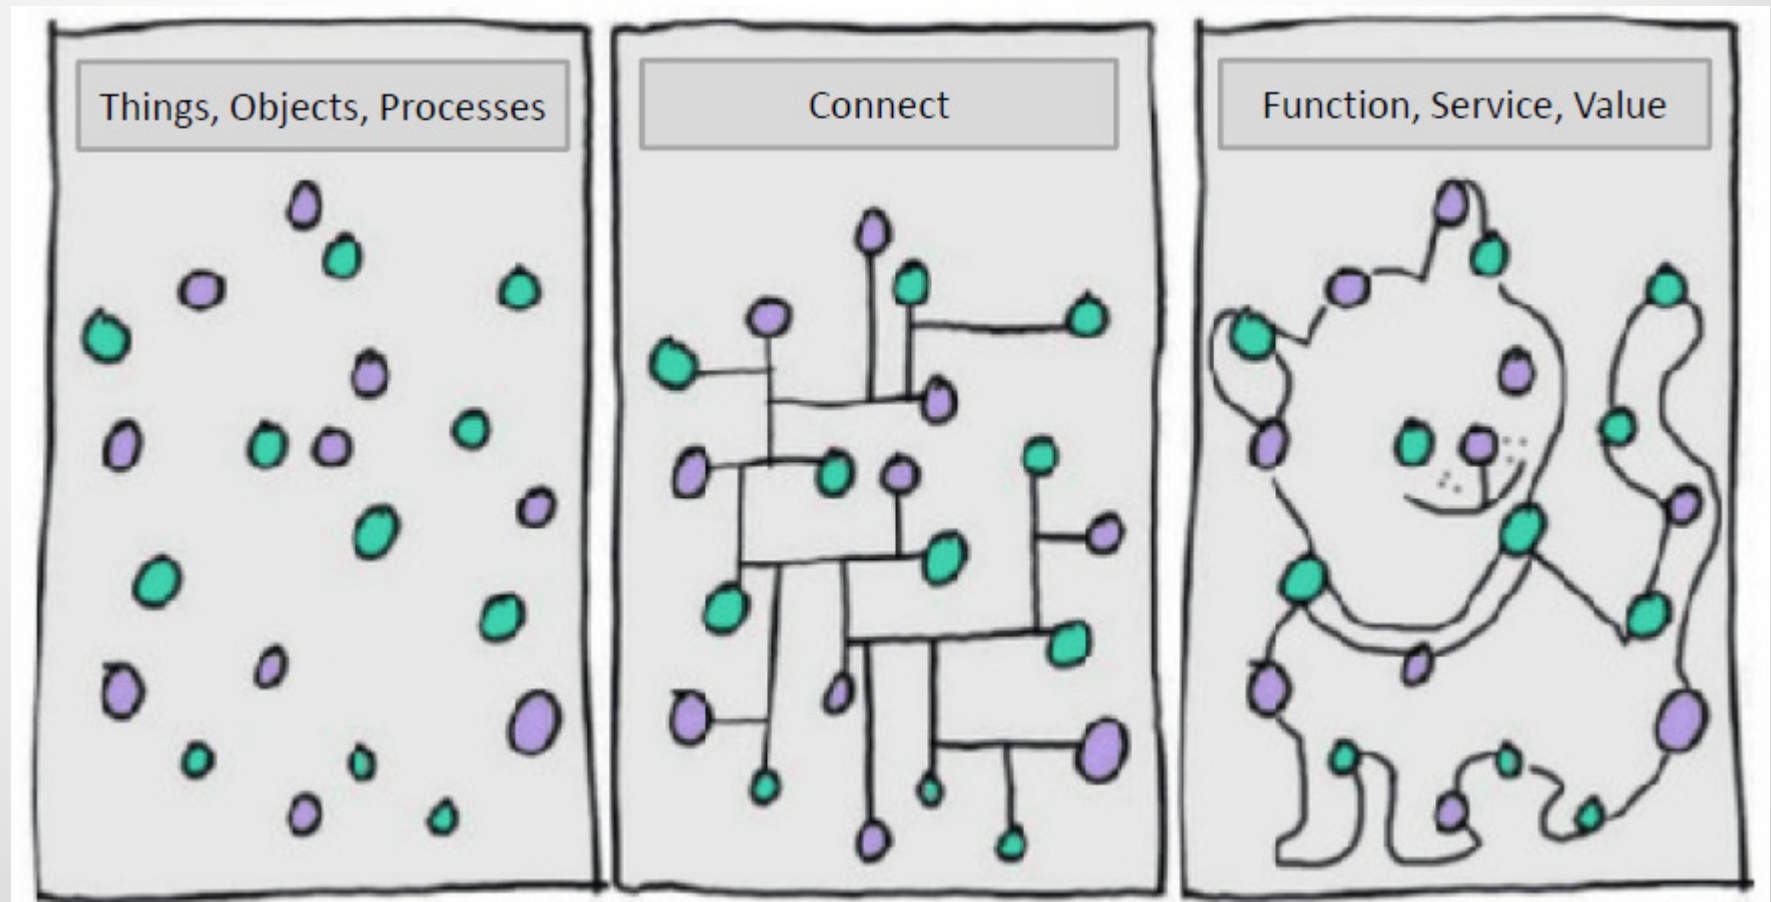 Things, Objects, Processes
Connect
Function, Service, Value